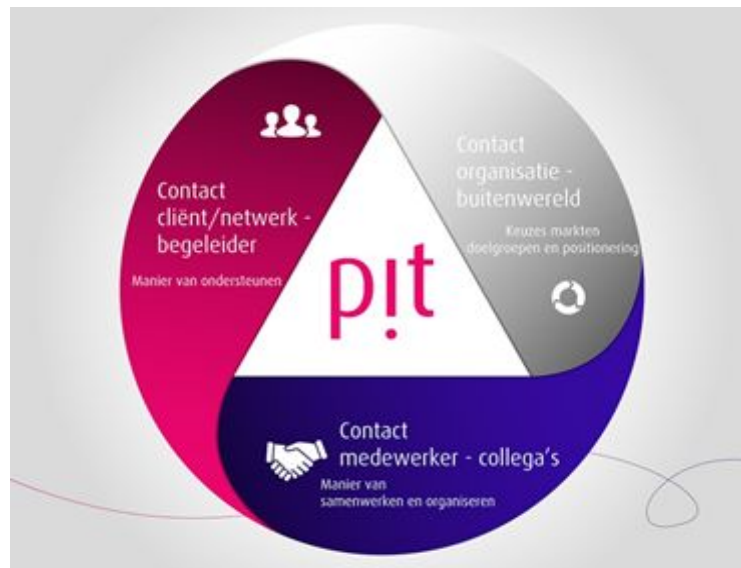 Contact
cliënt/netwerk -
begeleider
Manier van ondersteunen
Contact
organisatie -
buitenwereld
Keuzes markten
doelgroepen en positionering
pit
Contact
medewerker - collega's
Manier van
samenwerken en organiseren